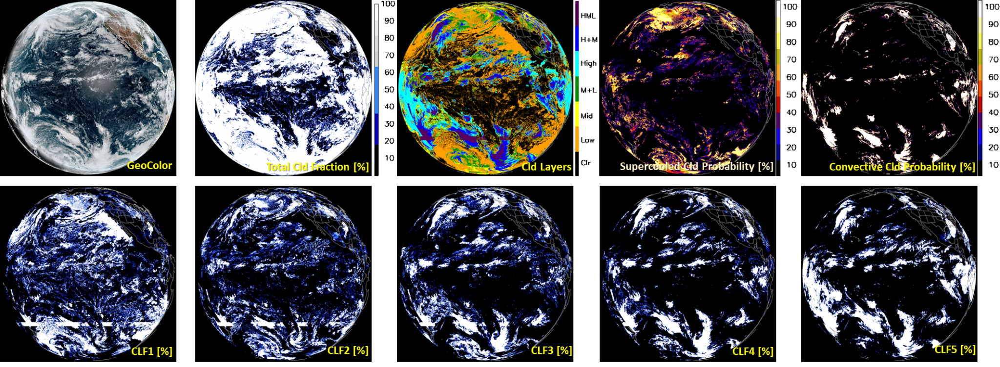 GeoColor
100
90
80
70
60
50
40
30
20
10
Total Cld Fraction [%]
HML
H+M
High
M+L
Mid
Low
Clr
Cld Layers
100
90
80
70
60
50
40
30
20
10
Supercooled Cld Probability [%]
100
90
80
70
60
50
40
30
20
10
Convective Cld Probability [%]
CLF1 [%]
CLF2 [%]
CLF3 [%]
CLF4 [%]
CLF5 [%]